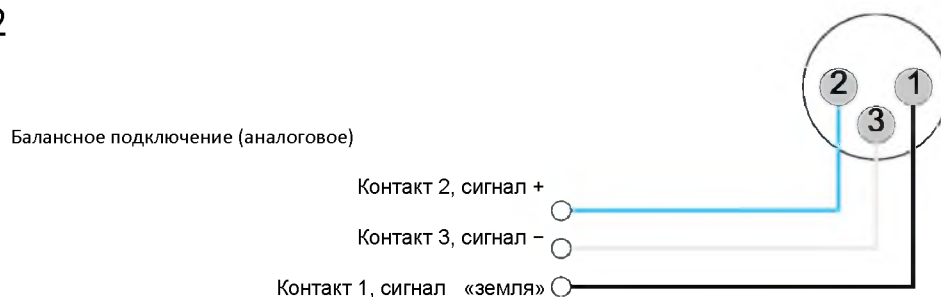 2
2 1
3
Балансное подключение (аналоговое)
Контакт 2, сигнал +
Контакт 3, сигнал −
Контакт 1, сигнал «земля»